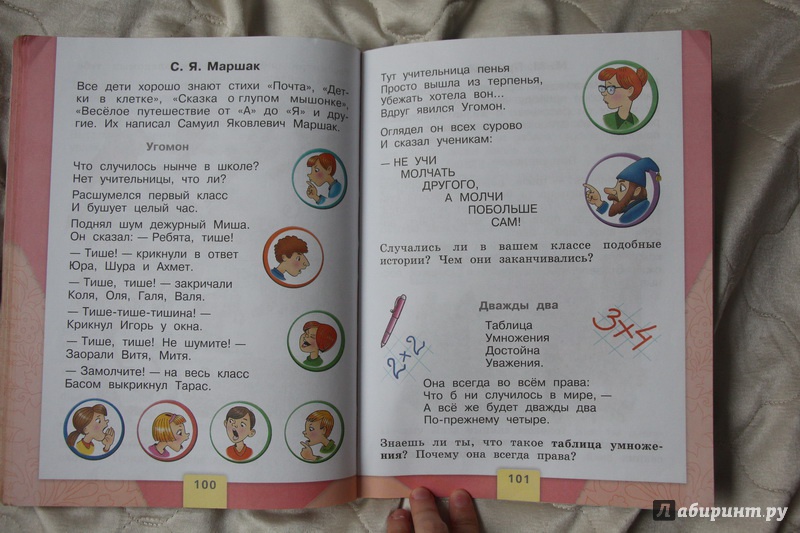 С. Я. Маршак
Все дети хорошо знают стихи «Почта», «Дет-
ки в клетке», «Сказка о глупом мышонке»,
«Весёлое путешествие от "А" до "Я" и дру-
гие. Их написал Самуил Яковлевич Маршак.
Угомон
Что случилось нынче в школе?
Нет учительницы, что ли?
Расшумелся первый класс
И бушует целый час.
Поднял шум дежурный Миша.
Он сказал: — Ребята, тише!
— Тише! — крикнули в ответ
Юра, Шура и Ахмет.
— Тише, тише! — закричали
Коля, Оля, Галя, Валя.
— Тише-тише-тишина! —
Крикнул Игорь у окна.
— Тише, тише! Не шумите! —
Заорали Витя, Митя.
— Замолчите! — на весь класс
Басом выкрикнул Тарас.
100
Тут учительница пенья
Просто вышла из терпенья,
Убежать хотела вон...
Вдруг явился Угомон.
Оглядел он всех сурово
И сказал ученикам:
— НЕ УЧИ
МОЛЧАТЬ
ДРУГОГО,
А МОЛЧИ
ПОБОЛЬШЕ
САМ!
Случались ли в вашем классе подобные
истории? Чем они заканчивались?
Дважды два
2×2
3×4
Таблица
Умножения
Достойна
Уважения.
Она всегда во всём права:
Что б ни случилось в мире, —
А всё же будет дважды два
По-прежнему четыре.
Знаешь ли ты, что такое таблица умноже-
ния? Почему она всегда права?
101
Лабиринт.ру